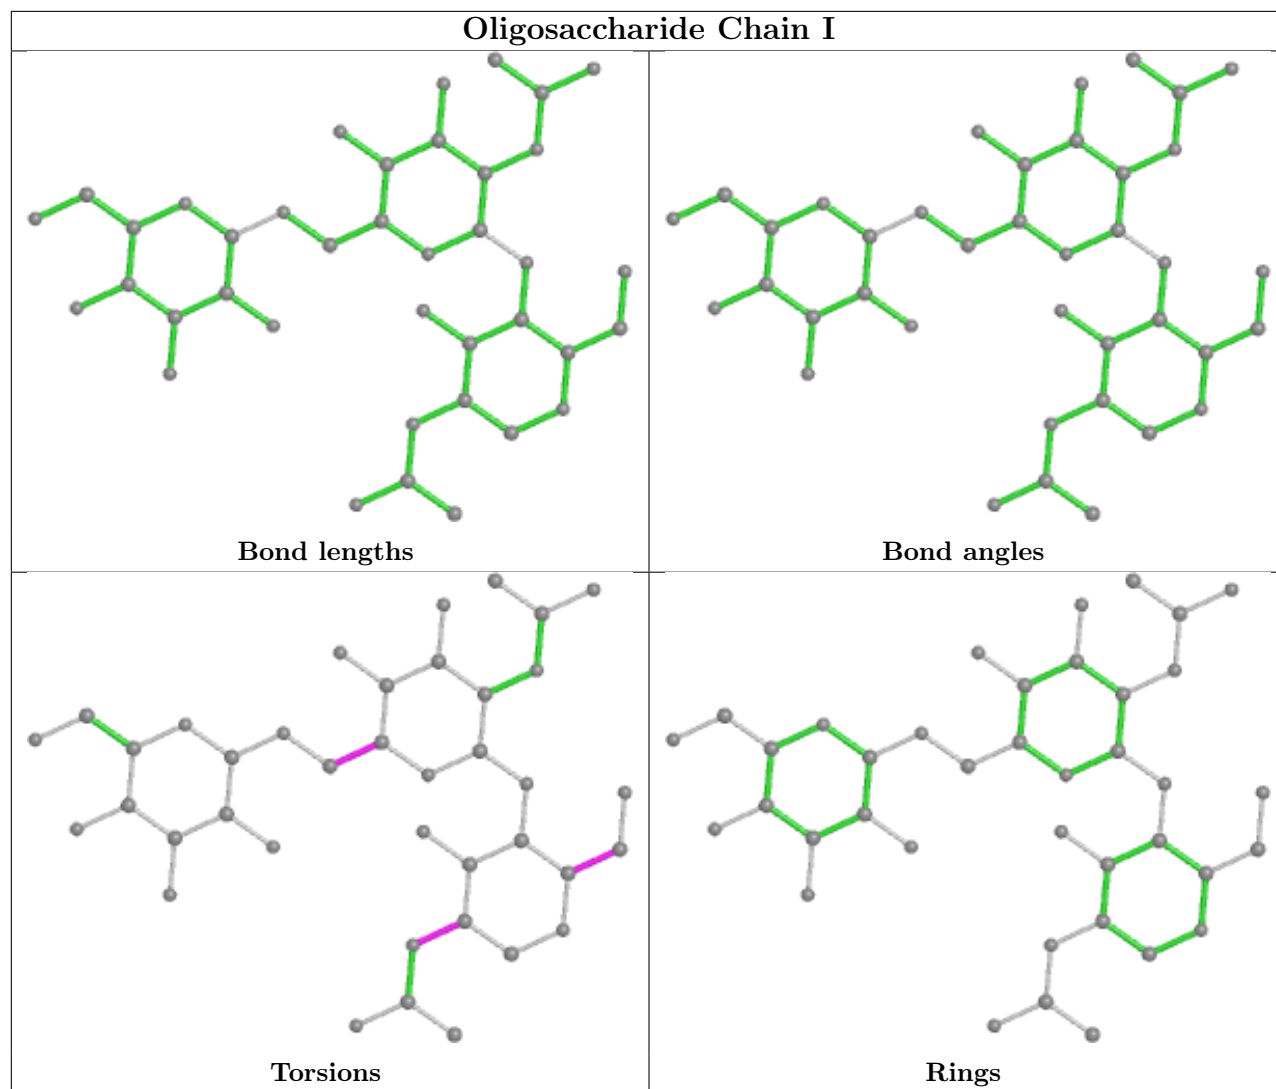 Oligosaccharide Chain I
Bond lengths
Bond angles
Torsions
Rings